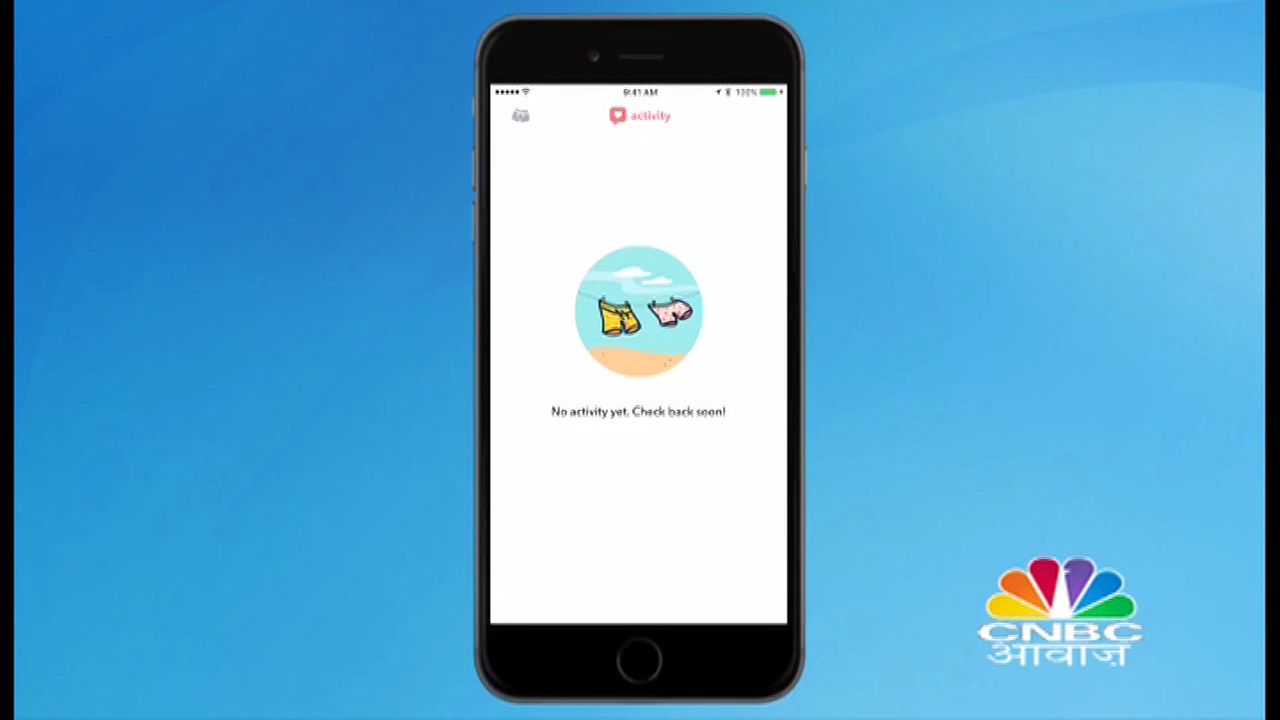 9:41 AM
100%
activity
No activity yet. Check back soon!
CNBC
आवाज़